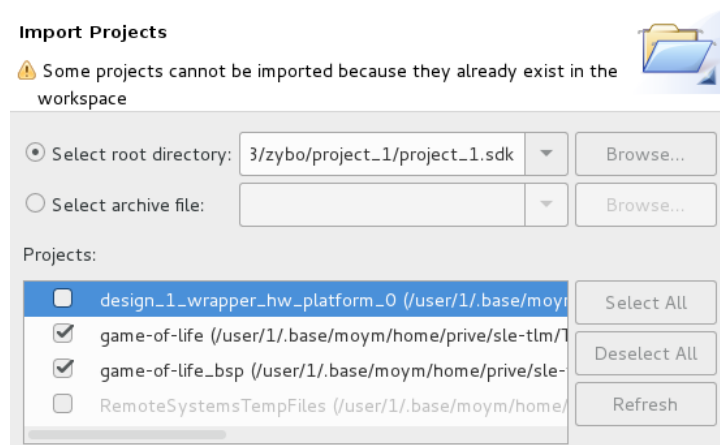 Import Projects
Some projects cannot be imported because they already exist in the
workspace
Select root directory: 3/zybo/project_1/project_1.sdk Browse...
Select archive file: Browse...
Projects:
design_1_wrapper_hw_platform_0 (/user/1/.base/moym Select All
game-of-life (/user/1/.base/moym/home/prive/sle-tlm/T
game-of-life_bsp (/user/1/.base/moym/home/prive/sle- Deselect All
RemoteSystemsTempFiles (/user/1/.base/moym/home/ Refresh